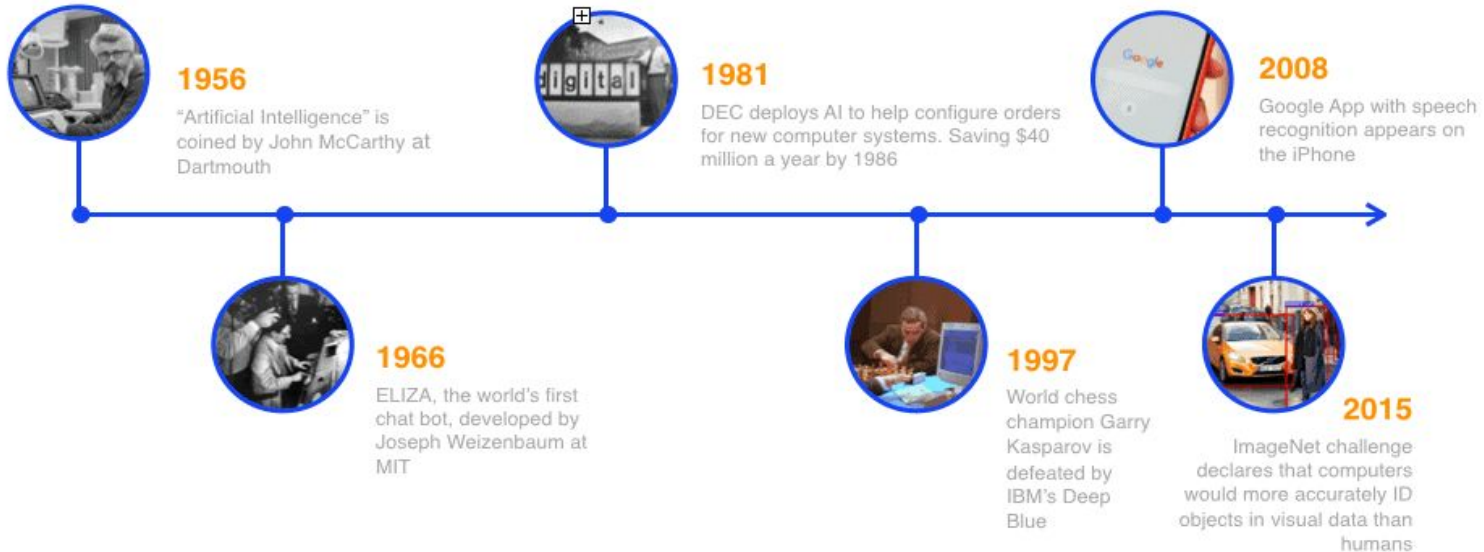 1956
“Artificial Intelligence” is
coined by John McCarthy at
Dartmouth
digital
1981
DEC deploys AI to help configure orders
for new computer systems. Saving $40
million a year by 1986
Google
2008
Google App with speech
recognition appears on
the iPhone
1966
ELIZA, the world’s first
chat bot, developed by
Joseph Weizenbaum at
MIT
1997
World chess
champion Garry
Kasparov is
defeated by
IBM’s Deep
Blue
2015
ImageNet challenge
declares that computers
would more accurately ID
objects in visual data than
humans